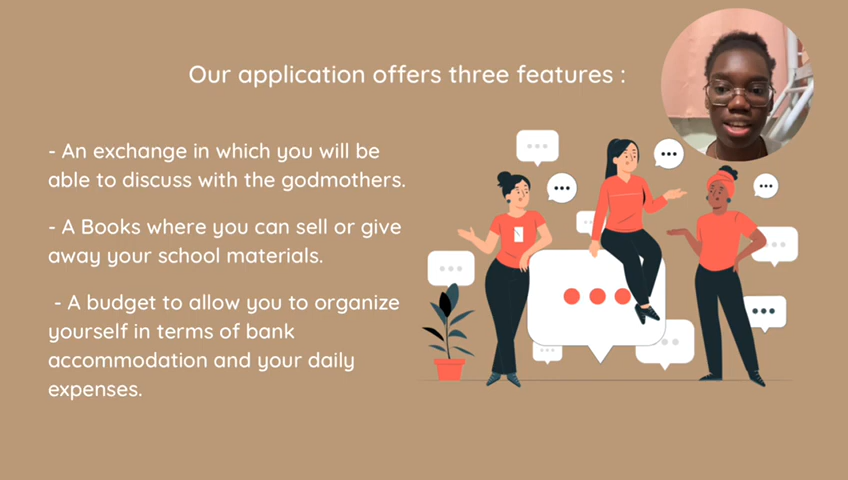 Our application offers three features :
- An exchange in which you will be
able to discuss with the godmothers.
- A Books where you can sell or give
away your school materials.
- A budget to allow you to organize
yourself in terms of bank
accommodation and your daily
expenses.